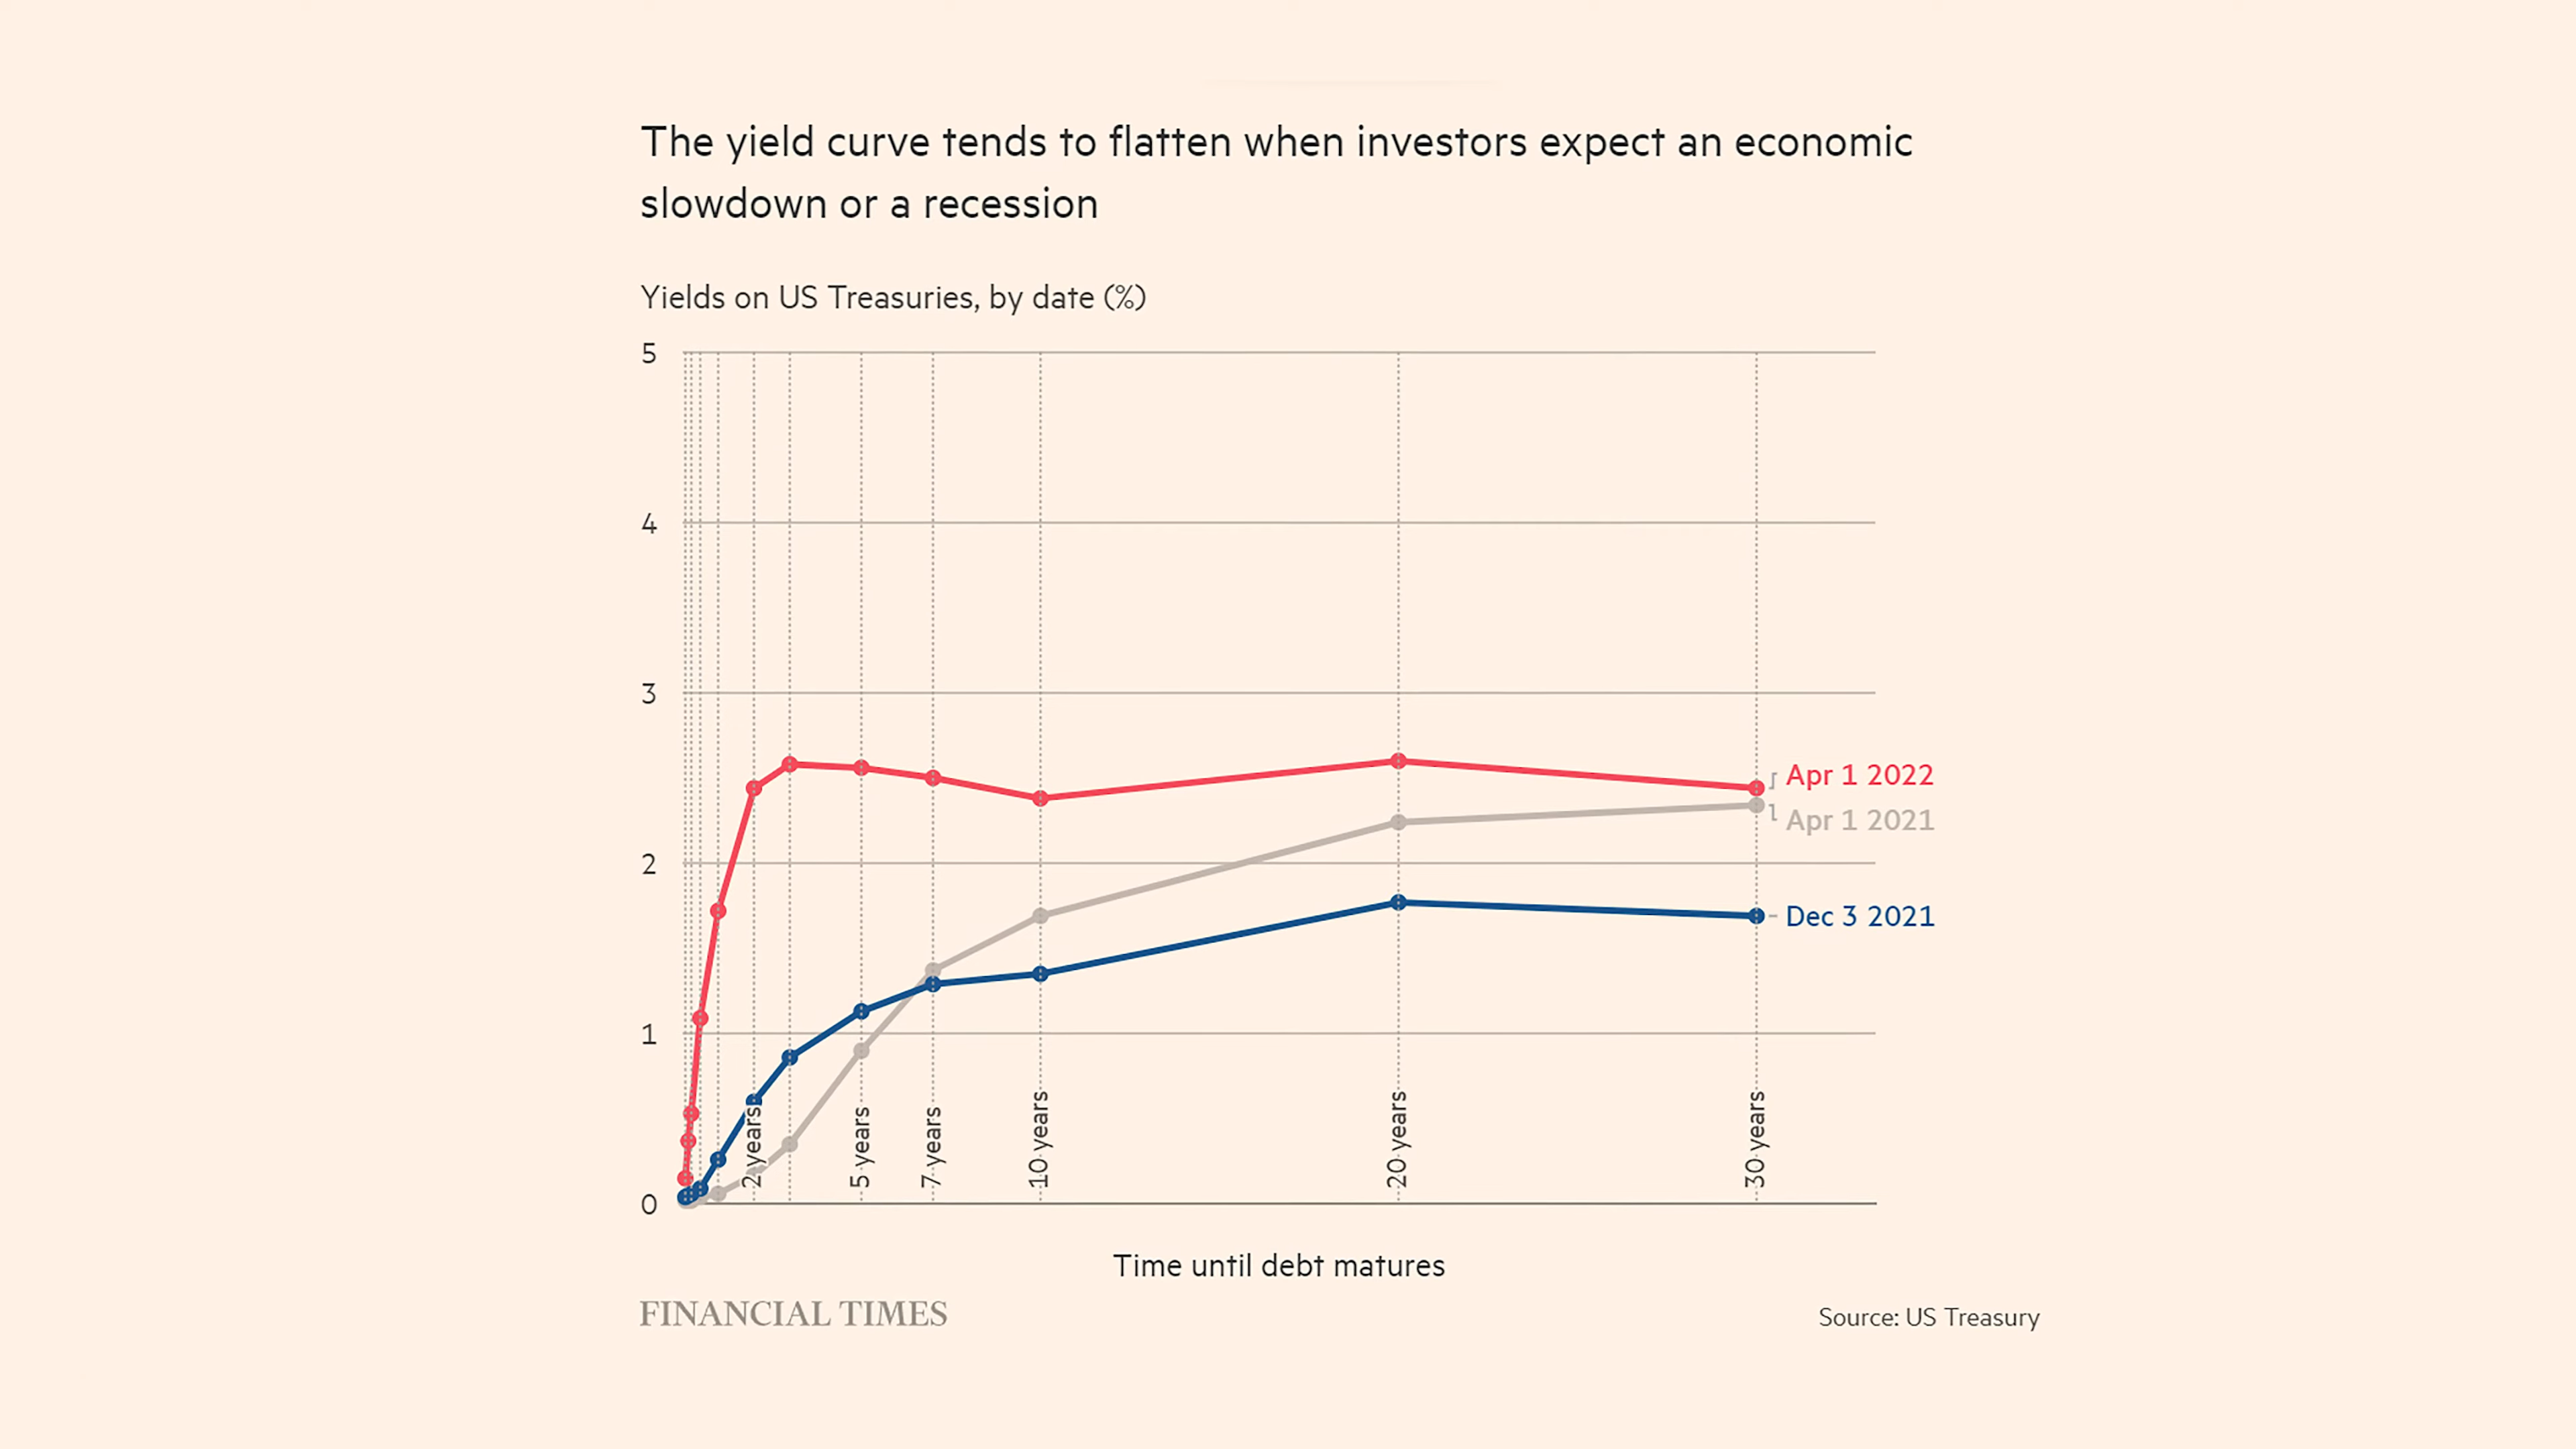 The yield curve tends to flatten when investors expect an economic
slowdown or a recession
Yields on US Treasuries, by date (%)
5
4
3
2
1
0
2 years
5 years
7 years
10 years
20 years
30 years
Apr 1 2022
Apr 1 2021
Dec 3 2021
Time until debt matures
FINANCIAL TIMES
Source: US Treasury